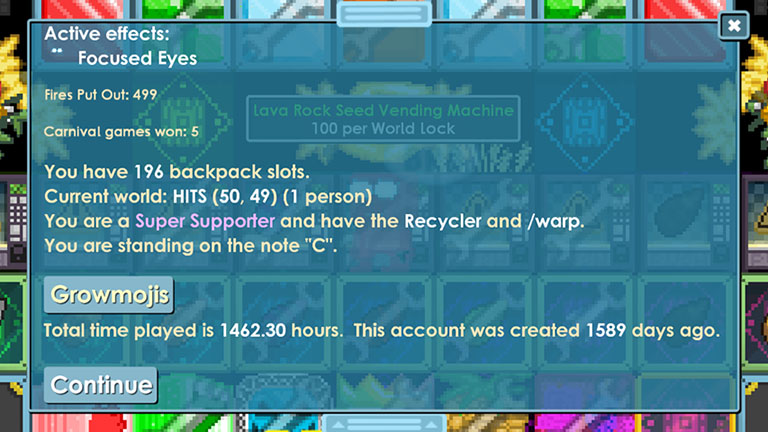 Active effects:
Focused Eyes
Fires Put Out: 499
Lava Rock Seed Vending Machine
100 per World Lock
Carnival games won: 5
You have 196 backpack slots.
Current world: HITS (50, 49) (1 person)
You are a Super Supporter and have the Recycler and /warp.
You are standing on the note "C".
Growmojis
Total time played is 1462.30 hours.  This account was created 1589 days ago.
Continue